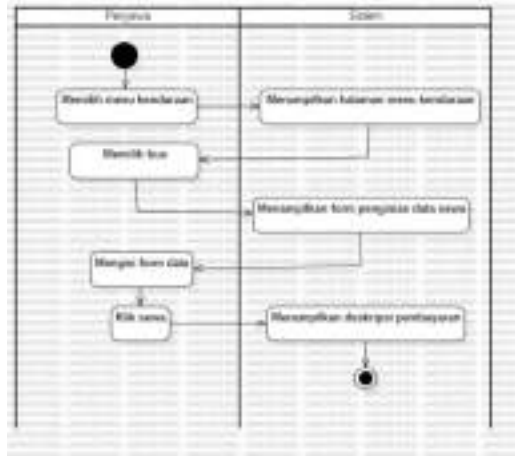 Penyewa
Sistem
Memilih menu kendaraan
Menampilkan halaman menu kendaraan
Memilih bus
Menampilkan form pengisian data sewa
Mengisi form data
Klik sewa
Menampilkan deskripsi pembayaran